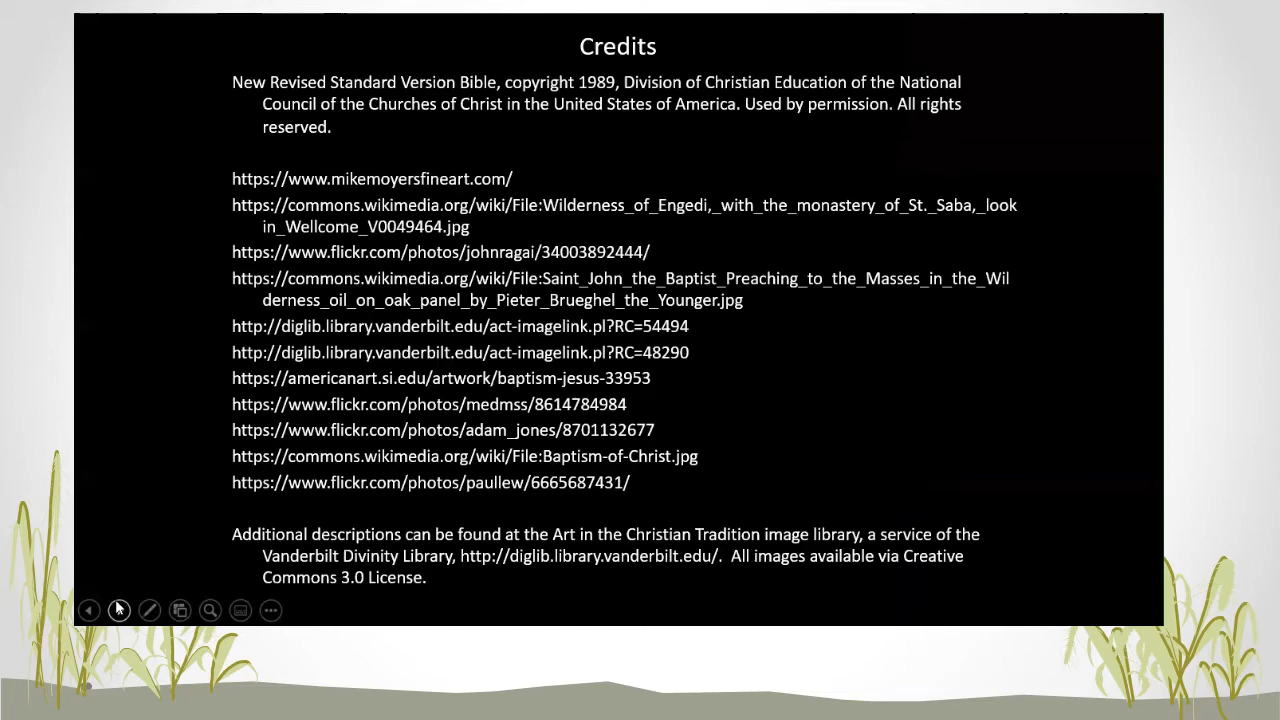 Credits
New Revised Standard Version Bible, copyright 1989, Division of Christian Education of the National
Council of the Churches of Christ in the United States of America. Used by permission. All rights
reserved.
https://www.mikemoyersfineart.com/
https://commons.wikimedia.org/wiki/File:Wilderness_of_Engedi,_with_the_monastery_of_St._Saba,_look
in_Wellcome_V0049464.jpg
https://www.flickr.com/photos/johnragai/34003892444/
https://commons.wikimedia.org/wiki/File:Saint_John_the_Baptist_Preaching_to_the_Masses_in_the_Wil
derness_oil_on_oak_panel_by_Pieter_Brueghel_the_Younger.jpg
http://diglib.library.vanderbilt.edu/act-imagelink.pl?RC=54494
http://diglib.library.vanderbilt.edu/act-imagelink.pl?RC=48290
https://americanart.si.edu/artwork/baptism-jesus-33953
https://www.flickr.com/photos/medmss/8614784984
https://www.flickr.com/photos/adam_jones/8701132677
https://commons.wikimedia.org/wiki/File:Baptism-of-Christ.jpg
https://www.flickr.com/photos/paullew/6665687431/
Additional descriptions can be found at the Art in the Christian Tradition image library, a service of the
Vanderbilt Divinity Library, http://diglib.library.vanderbilt.edu/. All images available via Creative
Commons 3.0 License.